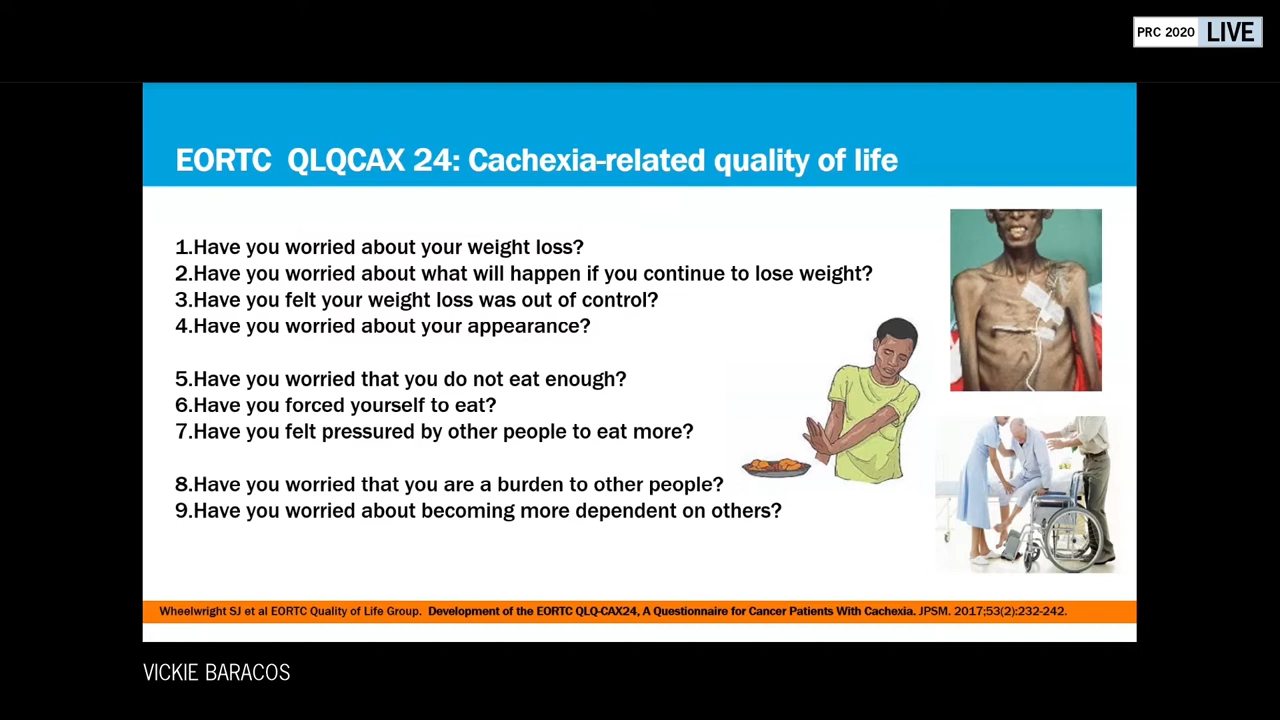 PRC 2020 LIVE
EORTC QLQCAX 24: Cachexia-related quality of life
1.Have you worried about your weight loss?
2.Have you worried about what will happen if you continue to lose weight?
3.Have you felt your weight loss was out of control?
4.Have you worried about your appearance?
5.Have you worried that you do not eat enough?
6.Have you forced yourself to eat?
7.Have you felt pressured by other people to eat more?
8.Have you worried that you are a burden to other people?
9.Have you worried about becoming more dependent on others?
Wheelwright SJ et al EORTC Quality of Life Group. Development of the EORTC QLQ-CAX24, A Questionnaire for Cancer Patients With Cachexia. JPSM. 2017;53(2):232-242.
VICKIE BARACOS